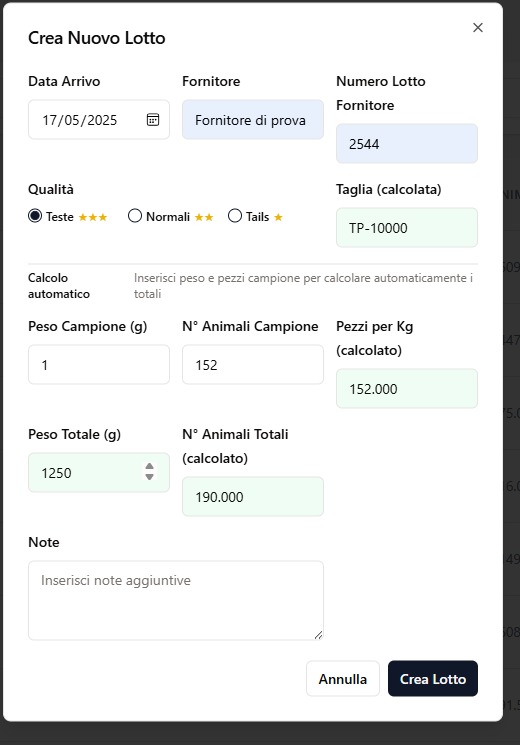 Crea Nuovo Lotto
Data Arrivo
Fornitore
Numero Lotto
Fornitore
17/05/2025
Fornitore di prova
2544
Qualità
Taglia (calcolata)
Teste ★★★ Normali ★★ Tails ★
TP-10000
Calcolo
automatico
Inserisci peso e pezzi campione per calcolare automaticamente i
totali
Peso Campione (g)
N° Animali Campione
Pezzi per Kg
(calcolato)
1
152
152.000
Peso Totale (g)
N° Animali Totali
(calcolato)
1250
190.000
Note
Inserisci note aggiuntive
Annulla
Crea Lotto